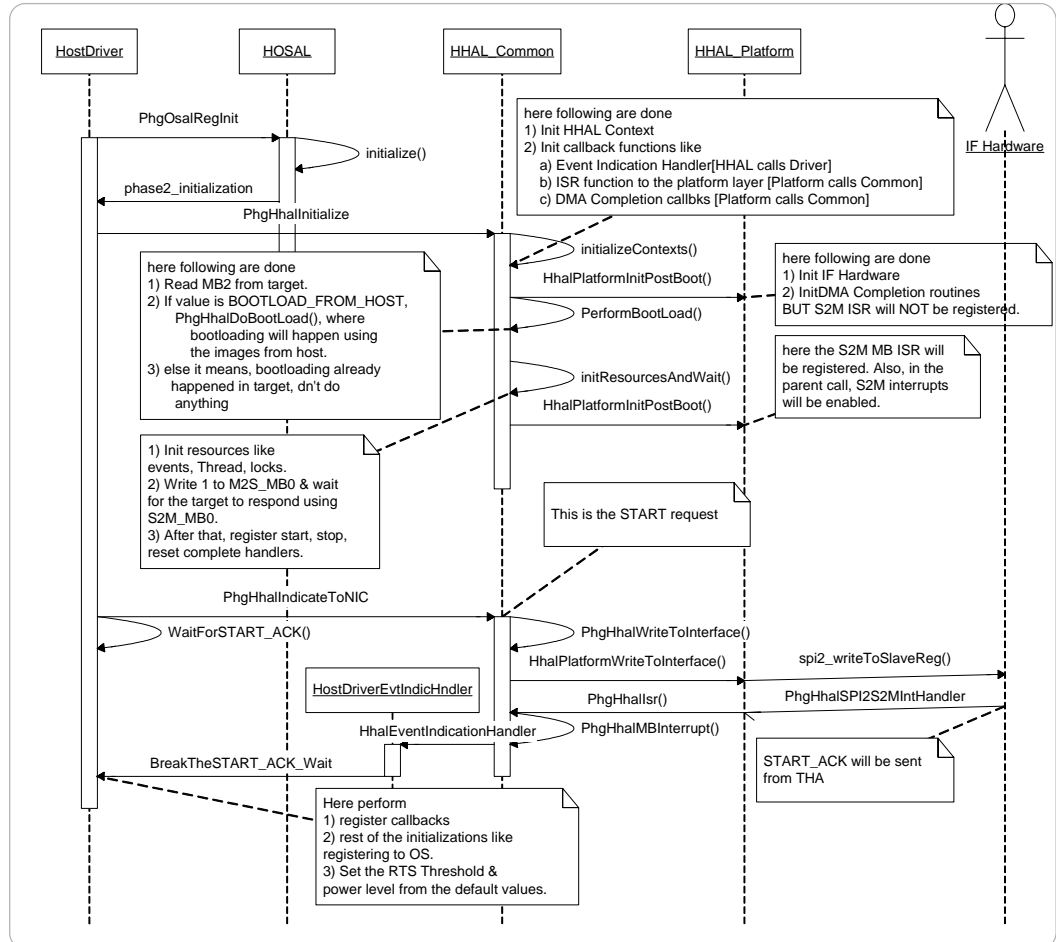 HostDriver
HOSAL
HHAL_Common
HHAL_Platform
IF Hardware
PhgOsalRegInit
initialize()
phase2_initialization
PhgHhalInitialize
here following are done
1) Init HHAL Context
2) Init callback functions like
a) Event Indication Handler[HHAL calls Driver]
b) ISR function to the platform layer [Platform calls Common]
c) DMA Completion callbks [Platform calls Common]
initializeContexts()
HhalPlatformInitPostBoot()
here following are done
1) Init IF Hardware
2) InitDMA Completion routines
BUT S2M ISR will NOT be registered.
here following are done
1) Read MB2 from target.
2) If value is BOOTLOAD_FROM_HOST,
PhgHhalDoBootLoad(), where
bootloading will happen using
the images from host.
3) else it means, bootloading already
happened in target, dn't do
anything
PerformBootLoad()
initResourcesAndWait()
HhalPlatformInitPostBoot()
here the S2M MB ISR will
be registered. Also, in the
parent call, S2M interrupts
will be enabled.
1) Init resources like
events, Thread, locks.
2) Write 1 to M2S_MB0 & wait
for the target to respond using
S2M_MB0.
3) After that, register start, stop,
reset complete handlers.
This is the START request
PhgHhalIndicateToNIC
WaitForSTART_ACK()
PhgHhalWriteToInterface()
HhalPlatformWriteToInterface()
spi2_writeToSlaveReg()
HostDriverEvtIndicHndler
PhgHhalIsr()
PhgHhalSPI2S2MIntHandler
HhalEventIndicationHandler
PhgHhalMBInterrupt()
BreakTheSTART_ACK_Wait
START_ACK will be sent
from THA
Here perform
1) register callbacks
2) rest of the initializations like
registering to OS.
3) Set the RTS Threshold &
power level from the default values.